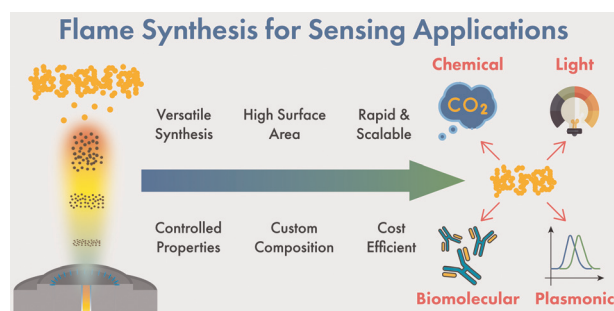 Flame Synthesis for Sensing Applications
Chemical
Light
CO2
Versatile
Synthesis
High Surface
Area
Rapid &
Scalable
Controlled
Properties
Custom
Composition
Cost
Efficient
Biomolecular
Plasmonic